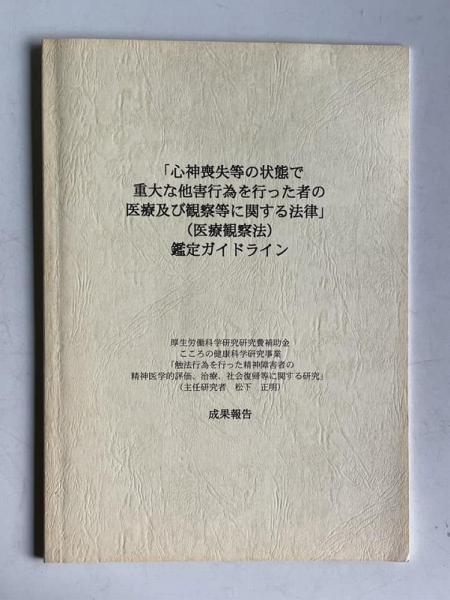 「心神喪失等の状態で
重大な他害行為を行った者の
医療及び観察等に関する法律」
（医療観察法）
鑑定ガイドライン
厚生労働科学研究研究費補助金
こころの健康科学研究事業
「触法行為を行った精神障害者の
精神医学的評価、治療、社会復帰等に関する研究」
（主任研究者　松下　正明）
成果報告